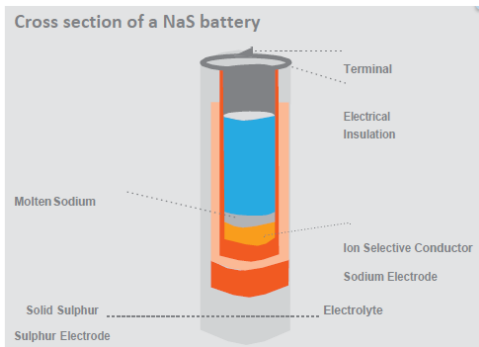 Cross section of a NaS battery
Terminal
Electrical
Insulation
Molten Sodium
Ion Selective Conductor
Sodium Electrode
Solid Sulphur
Electrolyte
Sulphur Electrode